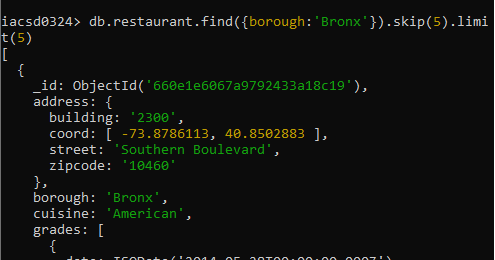 iacsd0324> db.restaurant.find({borough:'Bronx'}).skip(5).limi
t(5)
[
  {
    _id: ObjectId('660e1e6067a9792433a18c19'),
    address: {
      building: '2300',
      coord: [ -73.8786113, 40.8502883 ],
      street: 'Southern Boulevard',
      zipcode: '10460'
    },
    borough: 'Bronx',
    cuisine: 'American',
    grades: [
      {